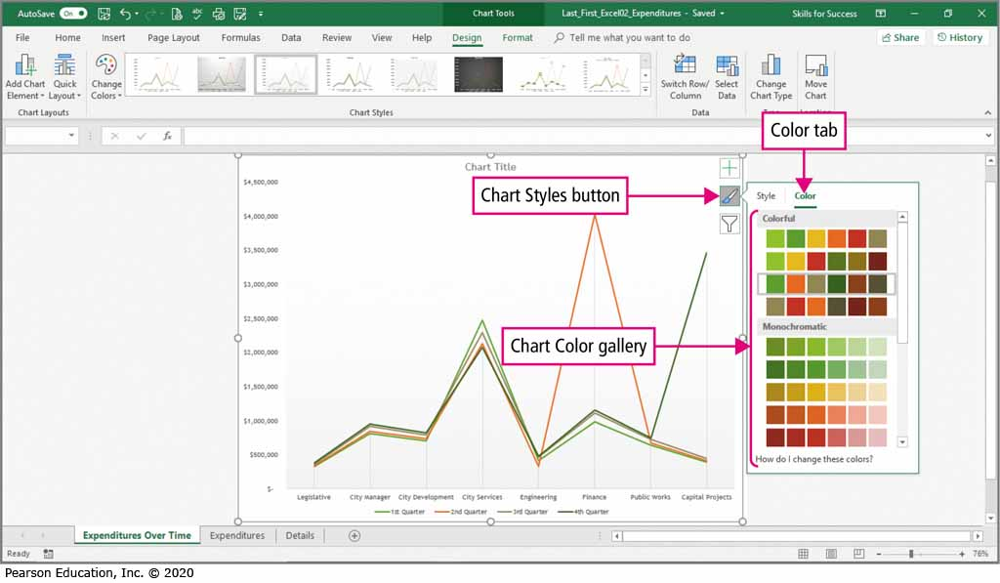 AutoSave On
abc
Chart Tools
Last_First_Excel02_Expenditures - Saved
Skills for Success
File Home Insert Page Layout Formulas Data Review View Help Design Format Tell me what you want to do
Share History
Add Chart Element
Quick Layout
Change Colors
Switch Row/ Column
Select Data
Change Chart Type
Move Chart
Chart Layouts
Chart Styles
Data
Color tab
fx
Chart Title
Chart Styles button
Style Color
Colorful
Monochromatic
Chart Color gallery
How do I change these colors?
$4,500,000
$4,000,000
$3,500,000
$3,000,000
$2,500,000
$2,000,000
$1,500,000
$1,000,000
$500,000
$-
Legislative City Manager City Development City Services Engineering Finance Public Works Capital Projects
1st Quarter 2nd Quarter 3rd Quarter 4th Quarter
Expenditures Over Time Expenditures Details
Ready
76%
Pearson Education, Inc. © 2020